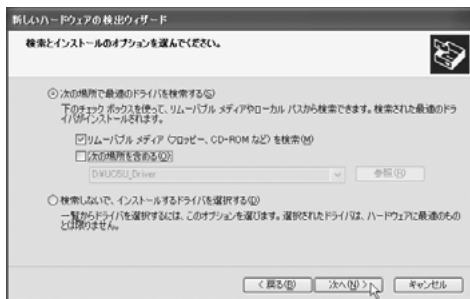 新しいハードウェアの検出ウィザード
検索とインストールのオプションを選んでください。
次の場所で最適のドライバを検索する(S)
下のチェック ボックスを使って、リムーバブル メディアやローカル パスから検索できます。検索された最適のドラ
イバがインストールされます。
リムーバブル メディア (フロッピー、CD-ROM など) を検索(M)
次の場所を含める(O)
D:¥UC5U_Driver
参照(R)
検索しないで、インストールするドライバを選択する(D)
一覧からドライバを選択するには、このオプションを選びます。選択されたドライバは、ハードウェアに最適のもの
とは限りません。
< 戻る(B)
次へ(N) >
キャンセル